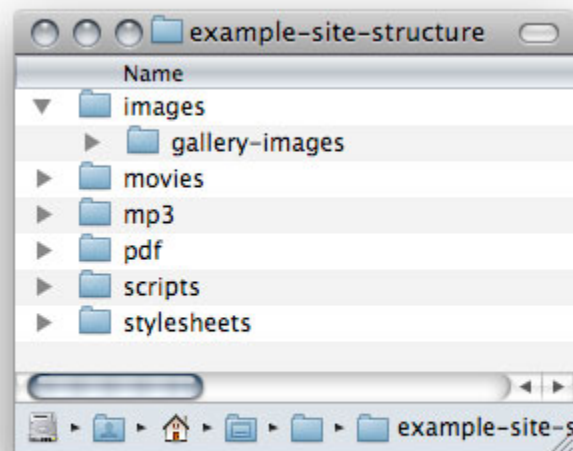 example-site-structure
Name
images
gallery-images
movies
mp3
pdf
scripts
stylesheets
example-site-s